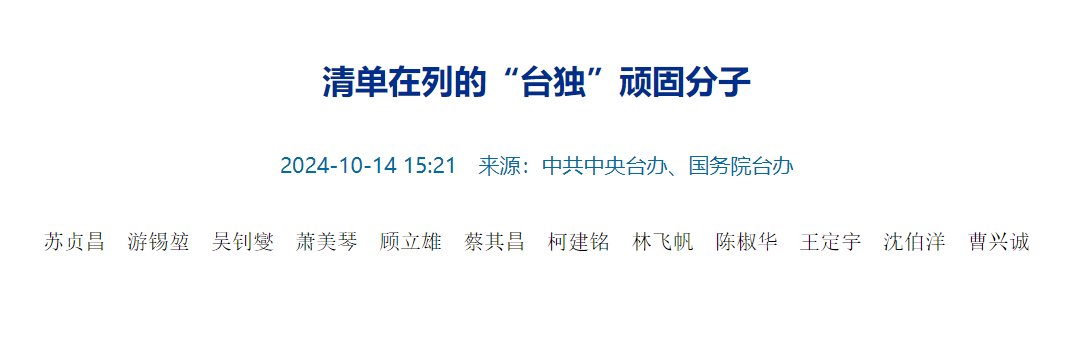 清单在列的“台独”顽固分子
2024-10-14 15:21 来源：中共中央台办、国务院台办
苏贞昌 游锡堃 吴钊燮 萧美琴 顾立雄 蔡其昌 柯建铭 林飞帆 陈椒华 王定宇 沈伯洋 曹兴诚